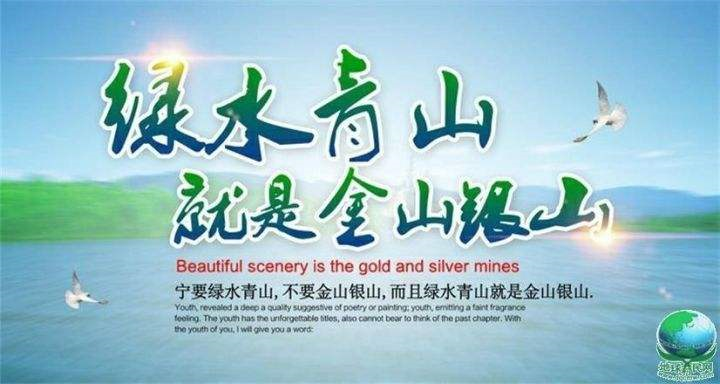 绿水青山
就是金山银山
Beautiful scenery is the gold and silver mines
宁要绿水青山,不要金山银山,而且绿水青山就是金山银山.
Youth, revealed a deep a quality suggestive of poetry or painting; youth, emitting a faint fragrance
feeling. The youth has the unforgettable titles, also cannot bear to think of the past chapter. With
the youth of you, I will give you a word: